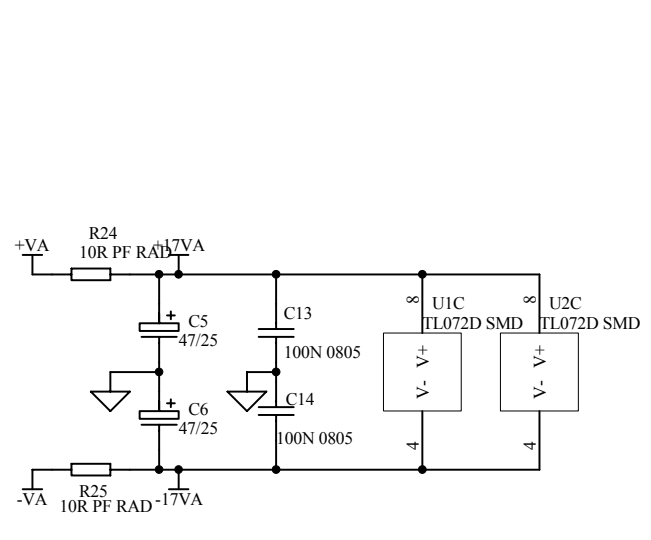 R24
+VA
10R PF RAD
+17VA
8
U1C
8
U2C
C13
C5
TL072D SMD
TL072D SMD
+
47/25
100N 0805
V+
V+
V-
V-
C14
+
C6
47/25
100N 0805
4
4
R25
-VA
10R PF RAD
-17VA